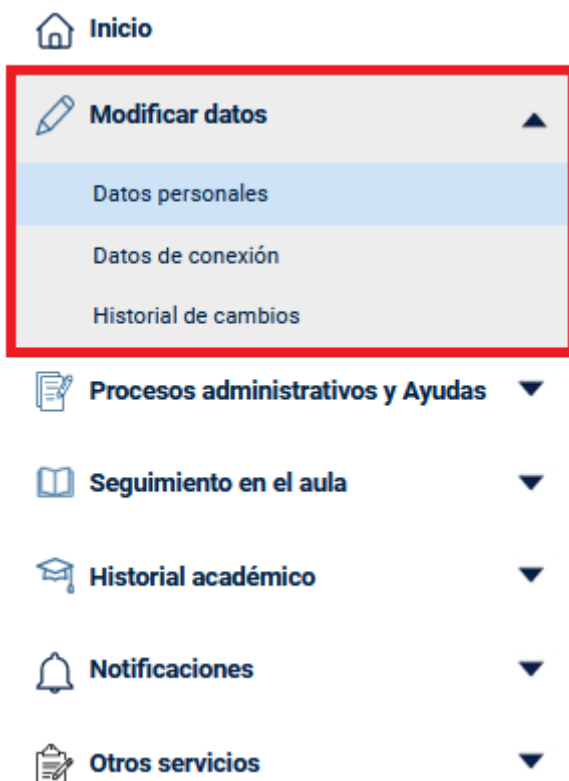 Inicio
Modificar datos
Datos personales
Datos de conexión
Historial de cambios
Procesos administrativos y Ayudas
Seguimiento en el aula
Historial académico
Notificaciones
Otros servicios